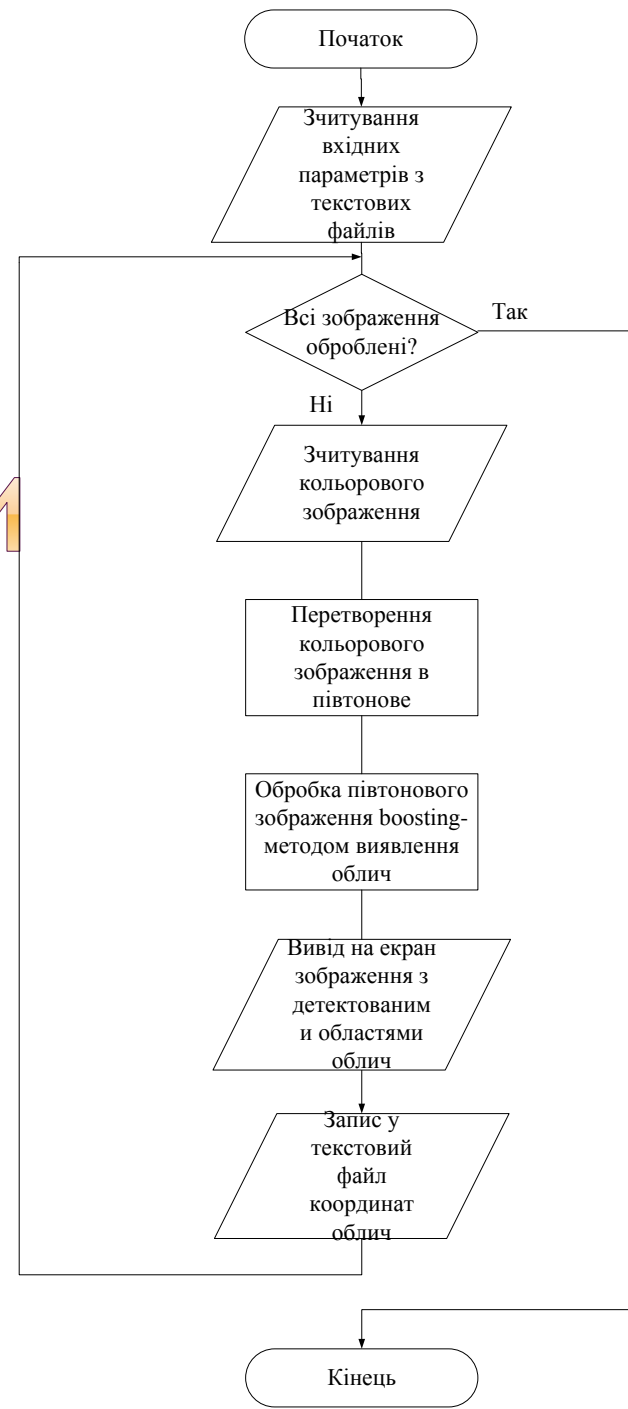 Початок
Зчитування
вхідних
параметрів з
текстових
файлів
Всі зображення
оброблені?
Так
Ні
Зчитування
кольорового
зображення
1
Перетворення
кольорового
зображення в
півтонове
Обробка півтонового
зображення boosting-
методом виявлення
облич
Вивід на екран
зображення з
детектованим
и областями
облич
Запис у
текстовий
файл
координат
облич
Кінець